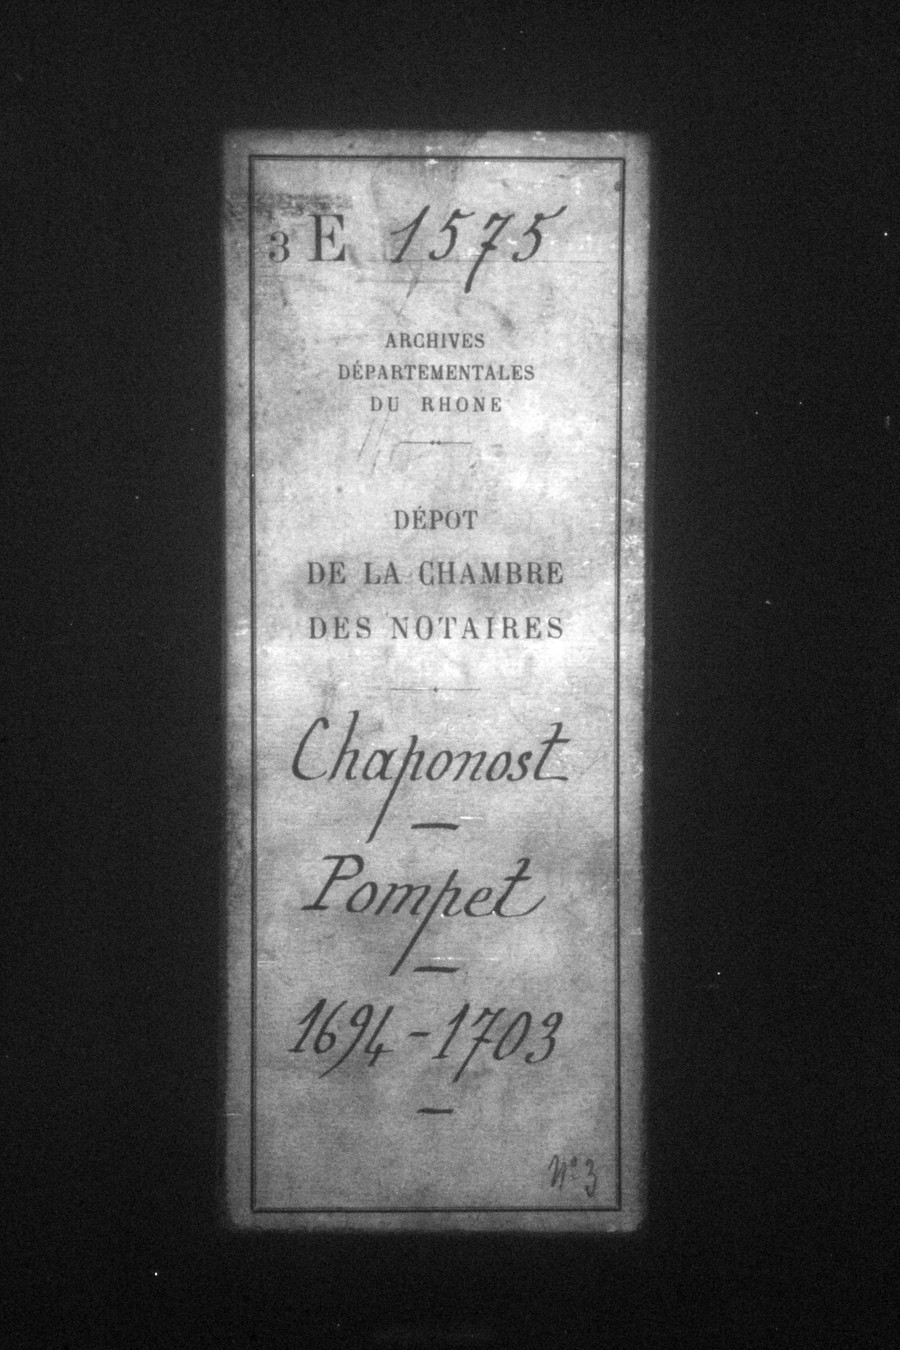 3 E 1575
ARCHIVES
DÉPARTEMENTALES
DU RHONE
DÉPOT
DE LA CHAMBRE
DES NOTAIRES
Chaponost
Pompet
1694-1703
N° 3